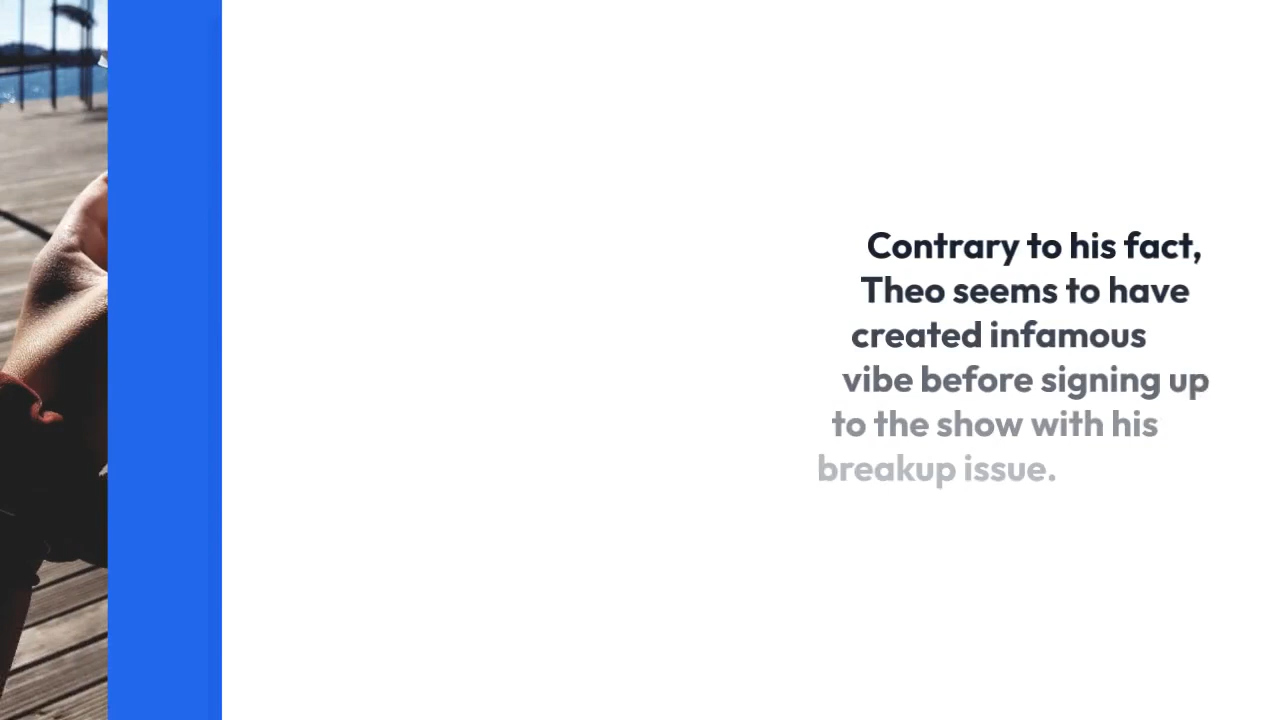 Contrary to his fact,
Theo seems to have
created infamous
vibe before signing up
to the show with his
breakup issue.